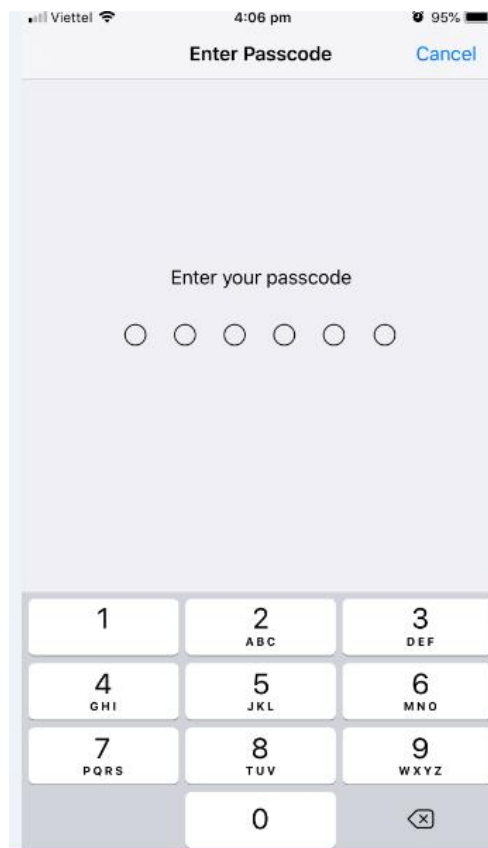 Viettel 4:06 pm 95%
Enter Passcode Cancel
Enter your passcode
1 2 3
ABC DEF
4 5 6
GHI JKL MNO
7 8 9
PQRS TUV WXYZ
0